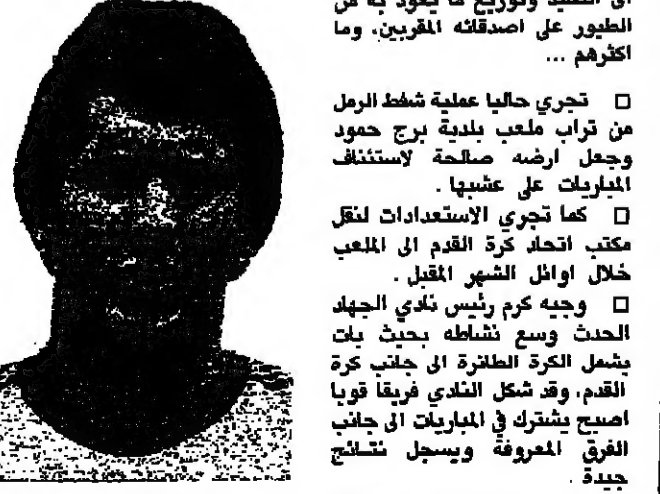 الى الصيد وتوزيع ما يعود به من
الطيور على اصدقائه المقربين، وما
اكثرهم ...
□ تجري حاليا عملية شفط الرمل
من تراب ملعب بلدية برج حمود
وجعل ارضه صالحة لاستئناف
المباريات على عشبها .
□ كما تجري الاستعدادات لنقل
مكتب اتحاد كرة القدم الى الملعب
خلال اوائل الشهر المقبل .
□ وجيه كرم رئيس نادي الجهاد
الحدث وسع نشاطه بحيث بات
يشمل الكرة الطائرة الى جانب كرة
القدم، وقد شكل النادي فريقا قويا
اصبح يشترك في المباريات الى جانب
الفرق المعروفة ويسجل نتائج
جيدة .